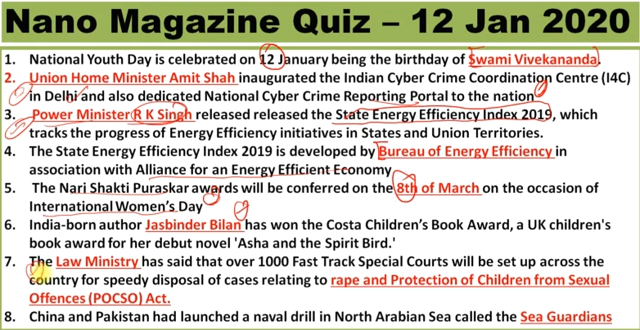 Nano Magazine Quiz – 12 Jan 2020
1. National Youth Day is celebrated on 12 January being the birthday of Swami Vivekananda.
2. Union Home Minister Amit Shah inaugurated the Indian Cyber Crime Coordination Centre (I4C)
in Delhi and also dedicated National Cyber Crime Reporting Portal to the nation
3. Power Minister R K Singh released released the State Energy Efficiency Index 2019, which
tracks the progress of Energy Efficiency initiatives in States and Union Territories.
4. The State Energy Efficiency Index 2019 is developed by Bureau of Energy Efficiency in
association with Alliance for an Energy Efficient Economy
5. The Nari Shakti Puraskar awards will be conferred on the 8th of March on the occasion of
International Women's Day
6. India-born author Jasbinder Bilan has won the Costa Children's Book Award, a UK children's
book award for her debut novel 'Asha and the Spirit Bird.'
7. The Law Ministry has said that over 1000 Fast Track Special Courts will be set up across the
country for speedy disposal of cases relating to rape and Protection of Children from Sexual
Offences (POCSO) Act.
8. China and Pakistan had launched a naval drill in North Arabian Sea called the Sea Guardians